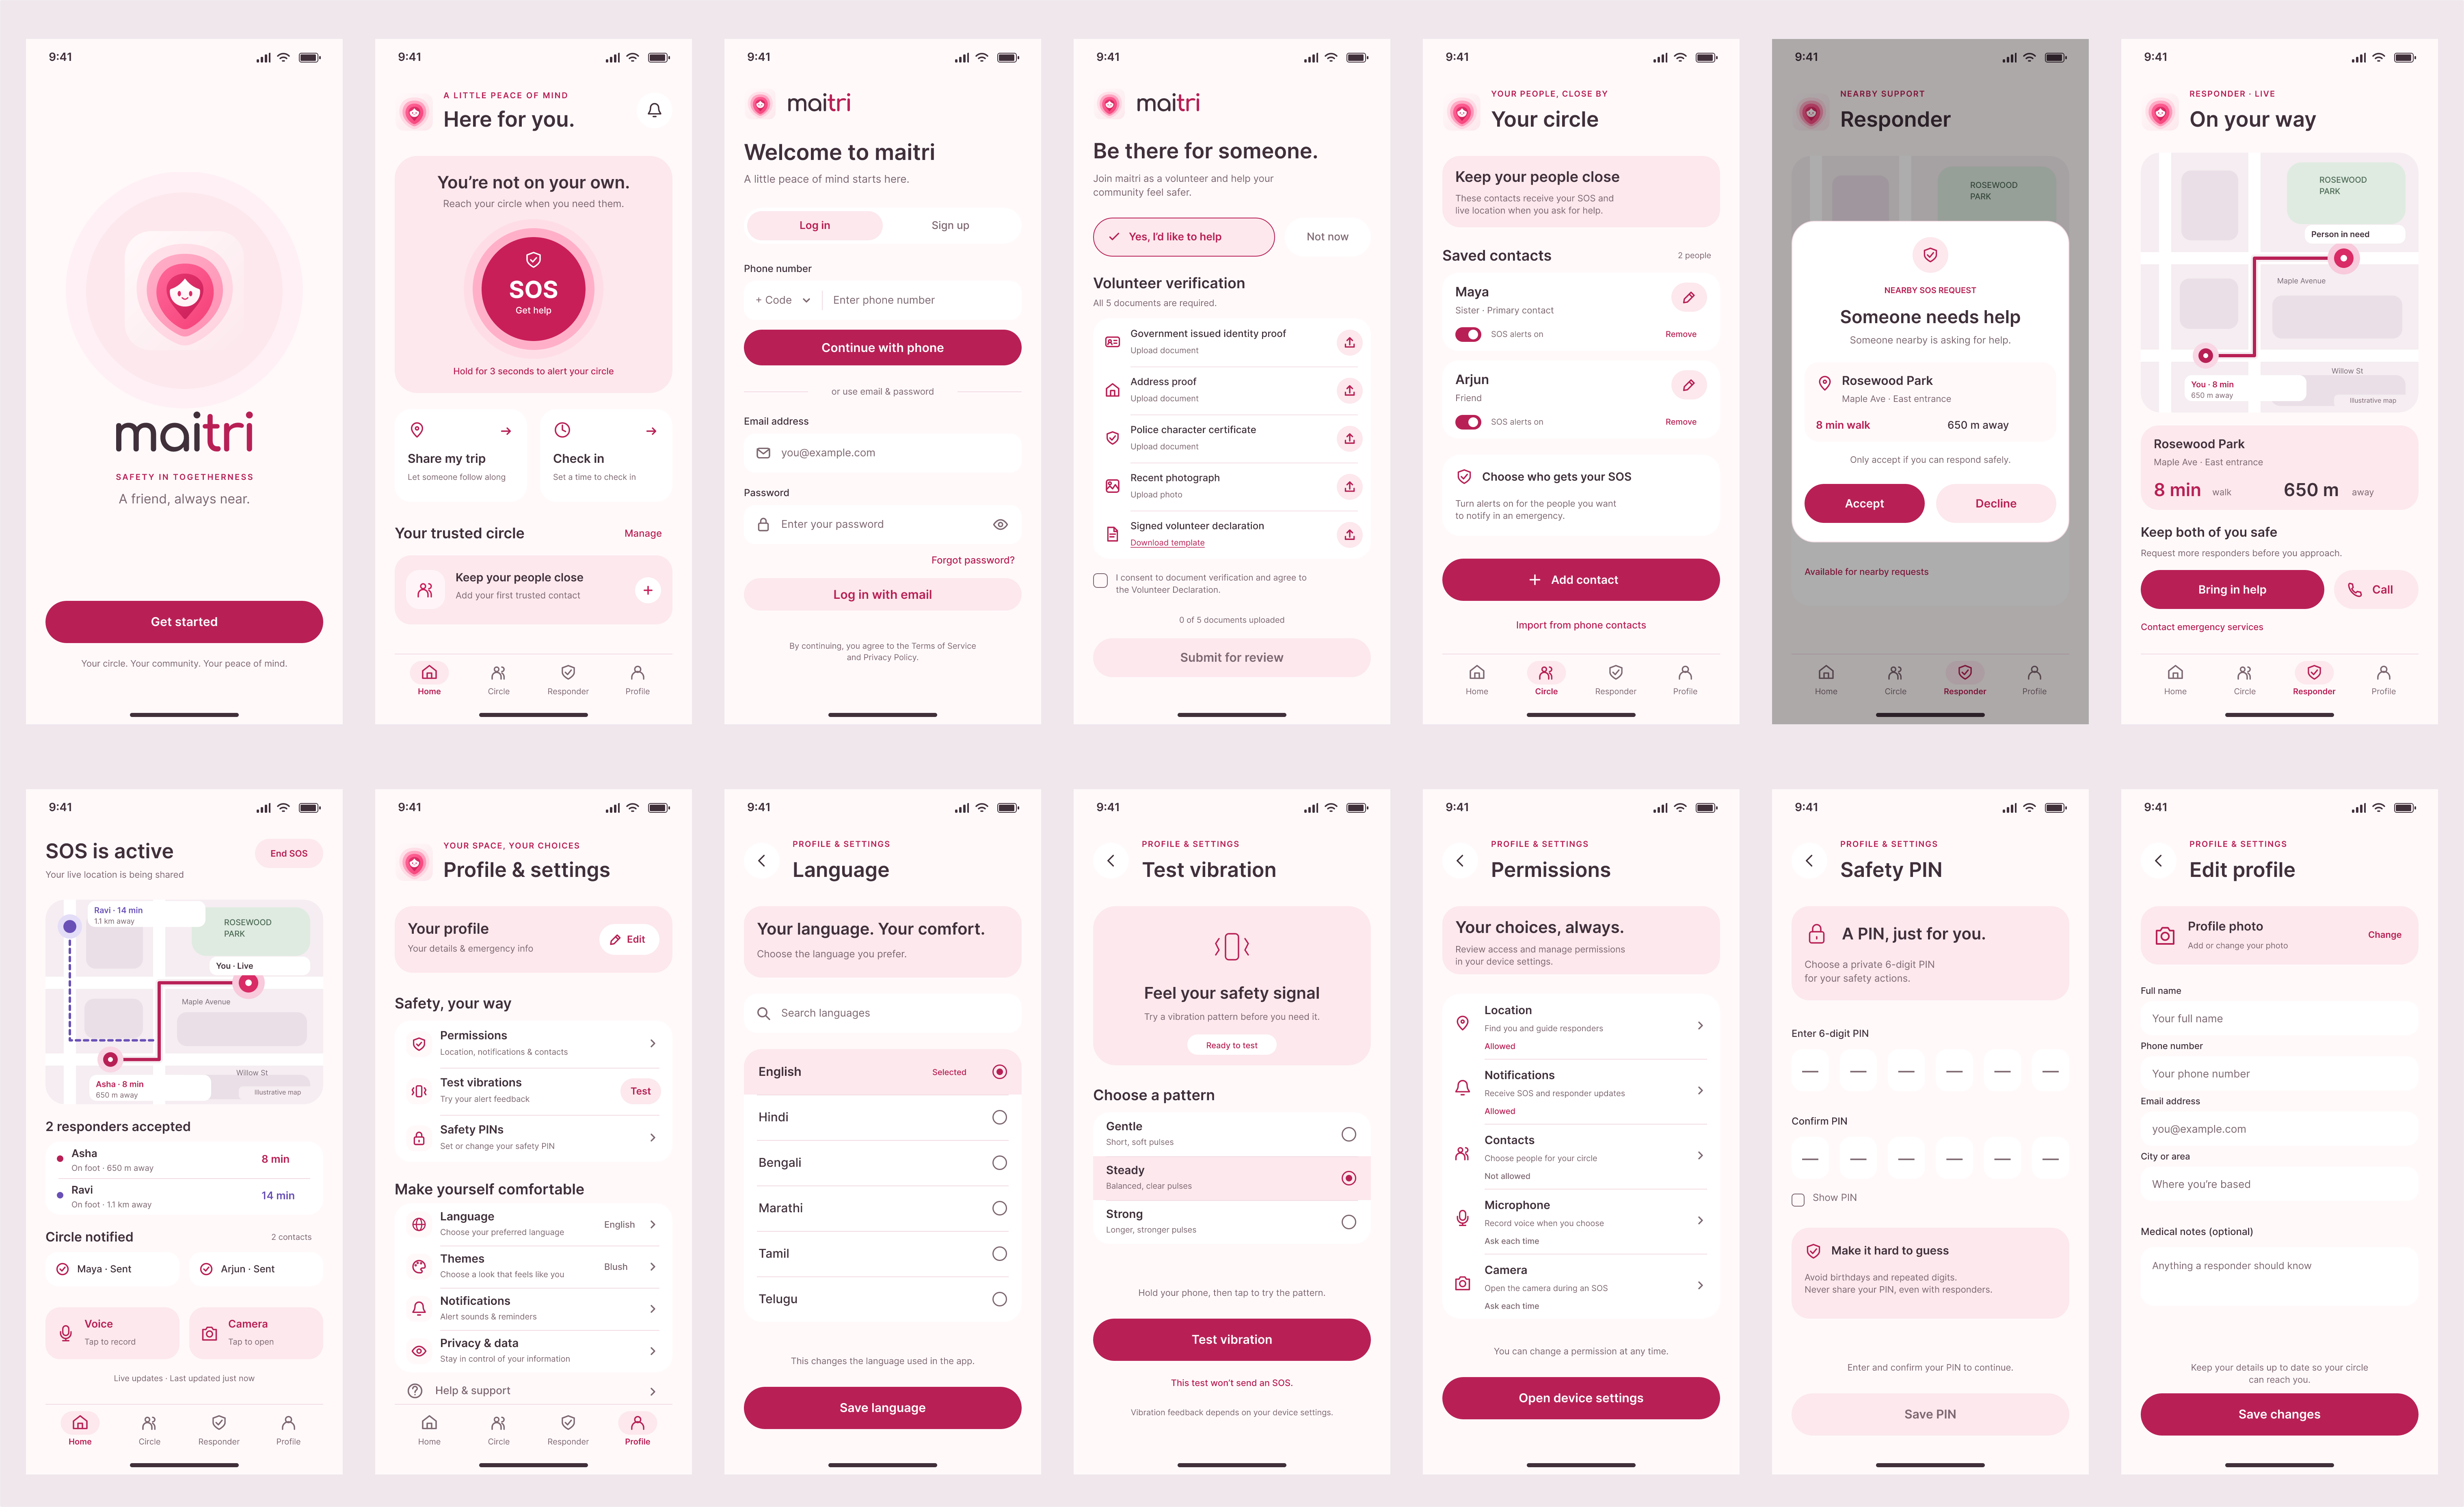 9:41
maitri
SAFETY IN TOGETHERNESS
A friend, always near.
Get started
Your circle. Your community. Your peace of mind.
9:41
A LITTLE PEACE OF MIND
Here for you.
You're not on your own.
Reach your circle when you need them.
SOS
Get help
Hold for 3 seconds to alert your circle
Share my trip
Let someone follow along
Check in
Set a time to check in
Your trusted circle
Manage
Keep your people close
Add your first trusted contact
Home
Circle
Responder
Profile
9:41
maitri
Welcome to maitri
A little peace of mind starts here.
Log in
Sign up
Phone number
+ Code
Enter phone number
Continue with phone
or use email & password
Email address
you@example.com
Password
Enter your password
Forgot password?
Log in with email
By continuing, you agree to the Terms of Service
and Privacy Policy.
9:41
maitri
Be there for someone.
Join maitri as a volunteer and help your
community feel safer.
Yes, I'd like to help
Not now
Volunteer verification
All 5 documents are required.
Government issued identity proof
Upload document
Address proof
Upload document
Police character certificate
Upload document
Recent photograph
Upload photo
Signed volunteer declaration
Download template
I consent to document verification and agree to
the Volunteer Declaration.
0 of 5 documents uploaded
Submit for review
9:41
YOUR PEOPLE, CLOSE BY
Your circle
Keep your people close
These contacts receive your SOS and
live location when you ask for help.
Saved contacts
2 people
Maya
Sister · Primary contact
SOS alerts on
Remove
Arjun
Friend
SOS alerts on
Remove
Choose who gets your SOS
Turn alerts on for the people you want
to notify in an emergency.
+ Add contact
Import from phone contacts
Home
Circle
Responder
Profile
9:41
NEARBY SUPPORT
Responder
ROSEWOOD
PARK
NEARBY SOS REQUEST
Someone needs help
Someone nearby is asking for help.
Rosewood Park
Maple Ave · East entrance
8 min walk
650 m away
Only accept if you can respond safely.
Accept
Decline
Available for nearby requests
Home
Circle
Responder
Profile
9:41
RESPONDER · LIVE
On your way
ROSEWOOD
PARK
Person in need
Maple Avenue
Willow St
You · 8 min
650 m away
Illustrative map
Rosewood Park
Maple Ave · East entrance
8 min walk
650 m away
Keep both of you safe
Request more responders before you approach.
Bring in help
Call
Contact emergency services
Home
Circle
Responder
Profile
9:41
SOS is active
Your live location is being shared
End SOS
Ravi · 14 min
1.1 km away
ROSEWOOD
PARK
You · Live
Maple Avenue
Willow St
Asha · 8 min
650 m away
Illustrative map
2 responders accepted
Asha
On foot · 650 m away
8 min
Ravi
On foot · 1.1 km away
14 min
Circle notified
2 contacts
Maya · Sent
Arjun · Sent
Voice
Tap to record
Camera
Tap to open
Live updates · Last updated just now
Home
Circle
Responder
Profile
9:41
YOUR SPACE, YOUR CHOICES
Profile & settings
Your profile
Your details & emergency info
Edit
Safety, your way
Permissions
Location, notifications & contacts
Test vibrations
Try your alert feedback
Test
Safety PINs
Set or change your safety PIN
Make yourself comfortable
Language
Choose your preferred language
English
Themes
Choose a look that feels like you
Blush
Notifications
Alert sounds & reminders
Privacy & data
Stay in control of your information
Help & support
Home
Circle
Responder
Profile
9:41
PROFILE & SETTINGS
Language
Your language. Your comfort.
Choose the language you prefer.
Search languages
English
Selected
Hindi
Bengali
Marathi
Tamil
Telugu
This changes the language used in the app.
Save language
9:41
PROFILE & SETTINGS
Test vibration
Feel your safety signal
Try a vibration pattern before you need it.
Ready to test
Choose a pattern
Gentle
Short, soft pulses
Steady
Balanced, clear pulses
Strong
Longer, stronger pulses
Hold your phone, then tap to try the pattern.
Test vibration
This test won't send an SOS.
Vibration feedback depends on your device settings.
9:41
PROFILE & SETTINGS
Permissions
Your choices, always.
Review access and manage permissions
in your device settings.
Location
Find you and guide responders
Allowed
Notifications
Receive SOS and responder updates
Allowed
Contacts
Choose people for your circle
Not allowed
Microphone
Record voice when you choose
Ask each time
Camera
Open the camera during an SOS
Ask each time
You can change a permission at any time.
Open device settings
9:41
PROFILE & SETTINGS
Safety PIN
A PIN, just for you.
Choose a private 6-digit PIN
for your safety actions.
Enter 6-digit PIN
— — — — — —
Confirm PIN
— — — — — —
Show PIN
Make it hard to guess
Avoid birthdays and repeated digits.
Never share your PIN, even with responders.
Enter and confirm your PIN to continue.
Save PIN
9:41
PROFILE & SETTINGS
Edit profile
Profile photo
Add or change your photo
Change
Full name
Your full name
Phone number
Your phone number
Email address
you@example.com
City or area
Where you're based
Medical notes (optional)
Anything a responder should know
Keep your details up to date so your circle
can reach you.
Save changes